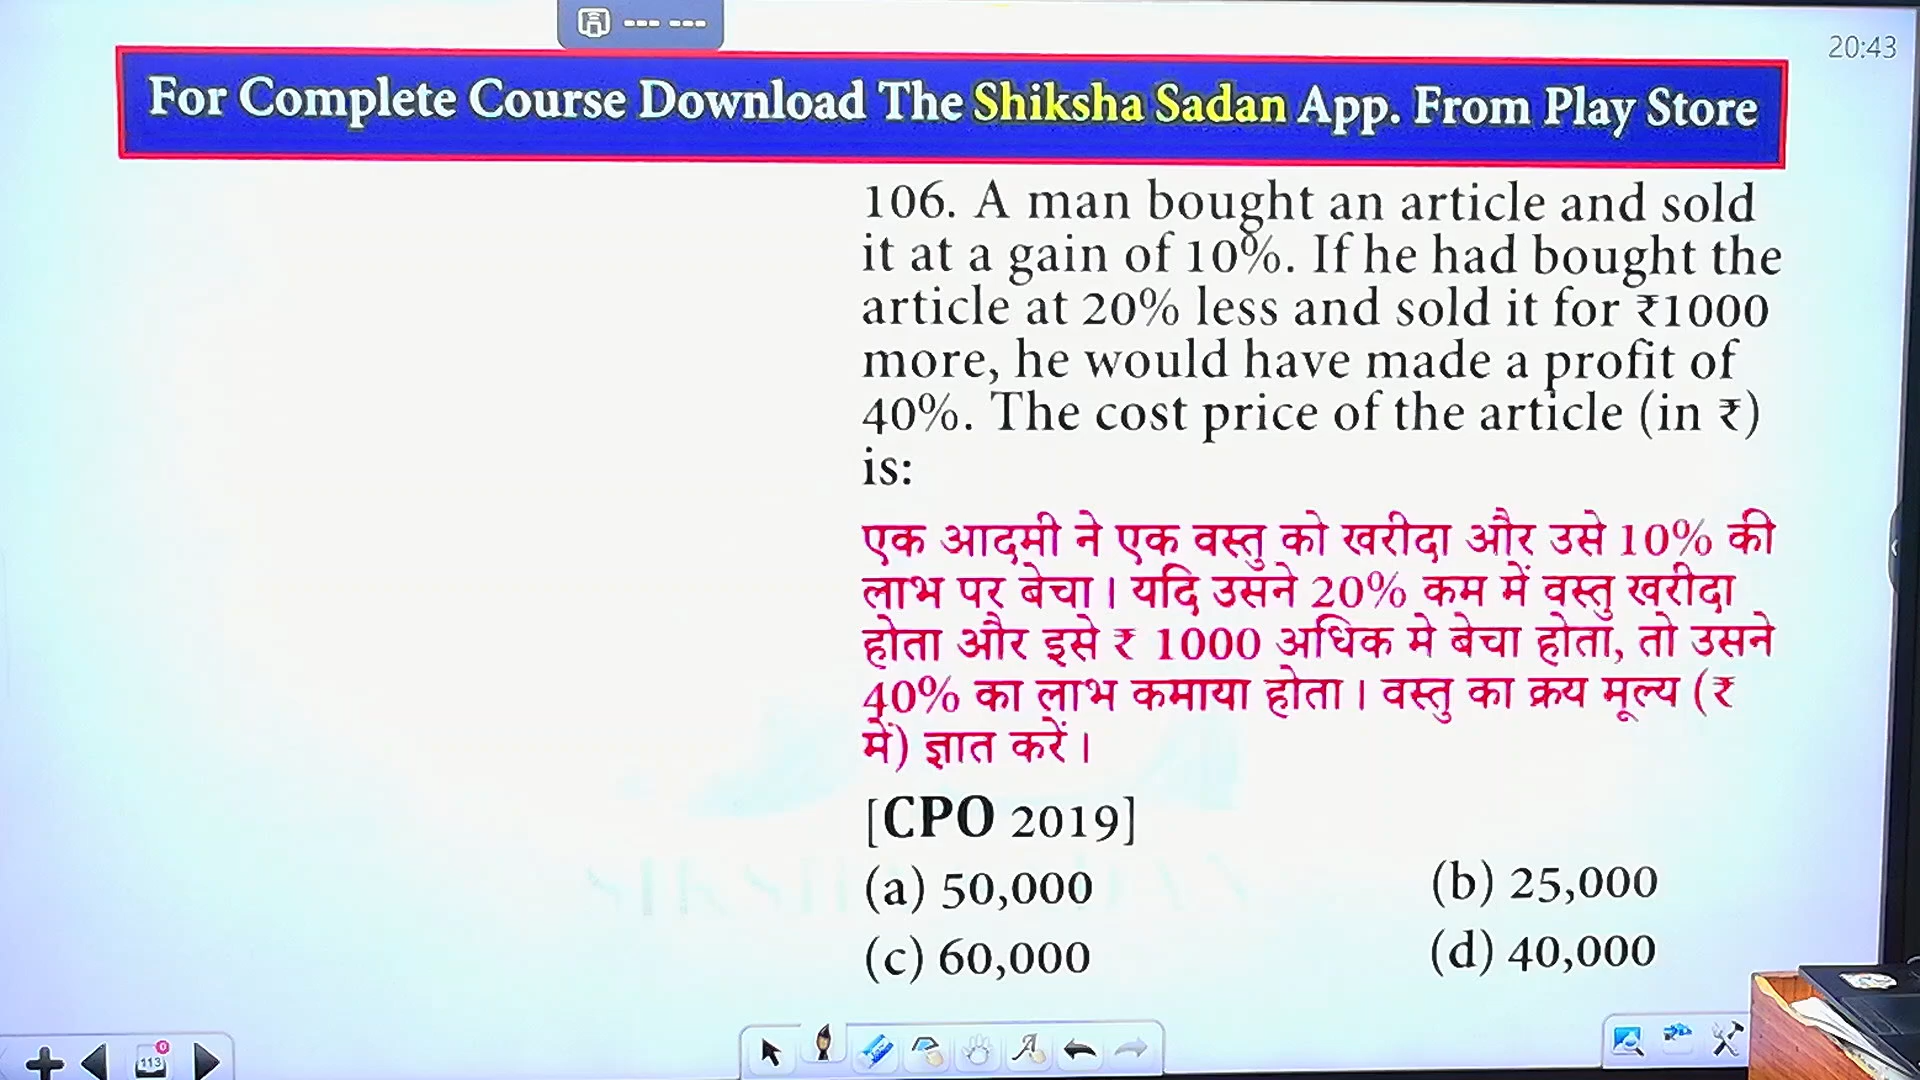 20:43
For Complete Course Download The Shiksha Sadan App. From Play Store
106. A man bought an article and sold
it at a gain of 10%. If he had bought the
article at 20% less and sold it for ₹1000
more, he would have made a profit of
40%. The cost price of the article (in ₹)
is:
एक आदमी ने एक वस्तु को खरीदा और उसे 10% की
लाभ पर बेचा। यदि उसने 20% कम में वस्तु खरीदा
होता और इसे ₹ 1000 अधिक मे बेचा होता, तो उसने
40% का लाभ कमाया होता। वस्तु का क्रय मूल्य (₹
में) ज्ञात करें।
[CPO 2019]
(a) 50,000 (b) 25,000
(c) 60,000 (d) 40,000
113
0